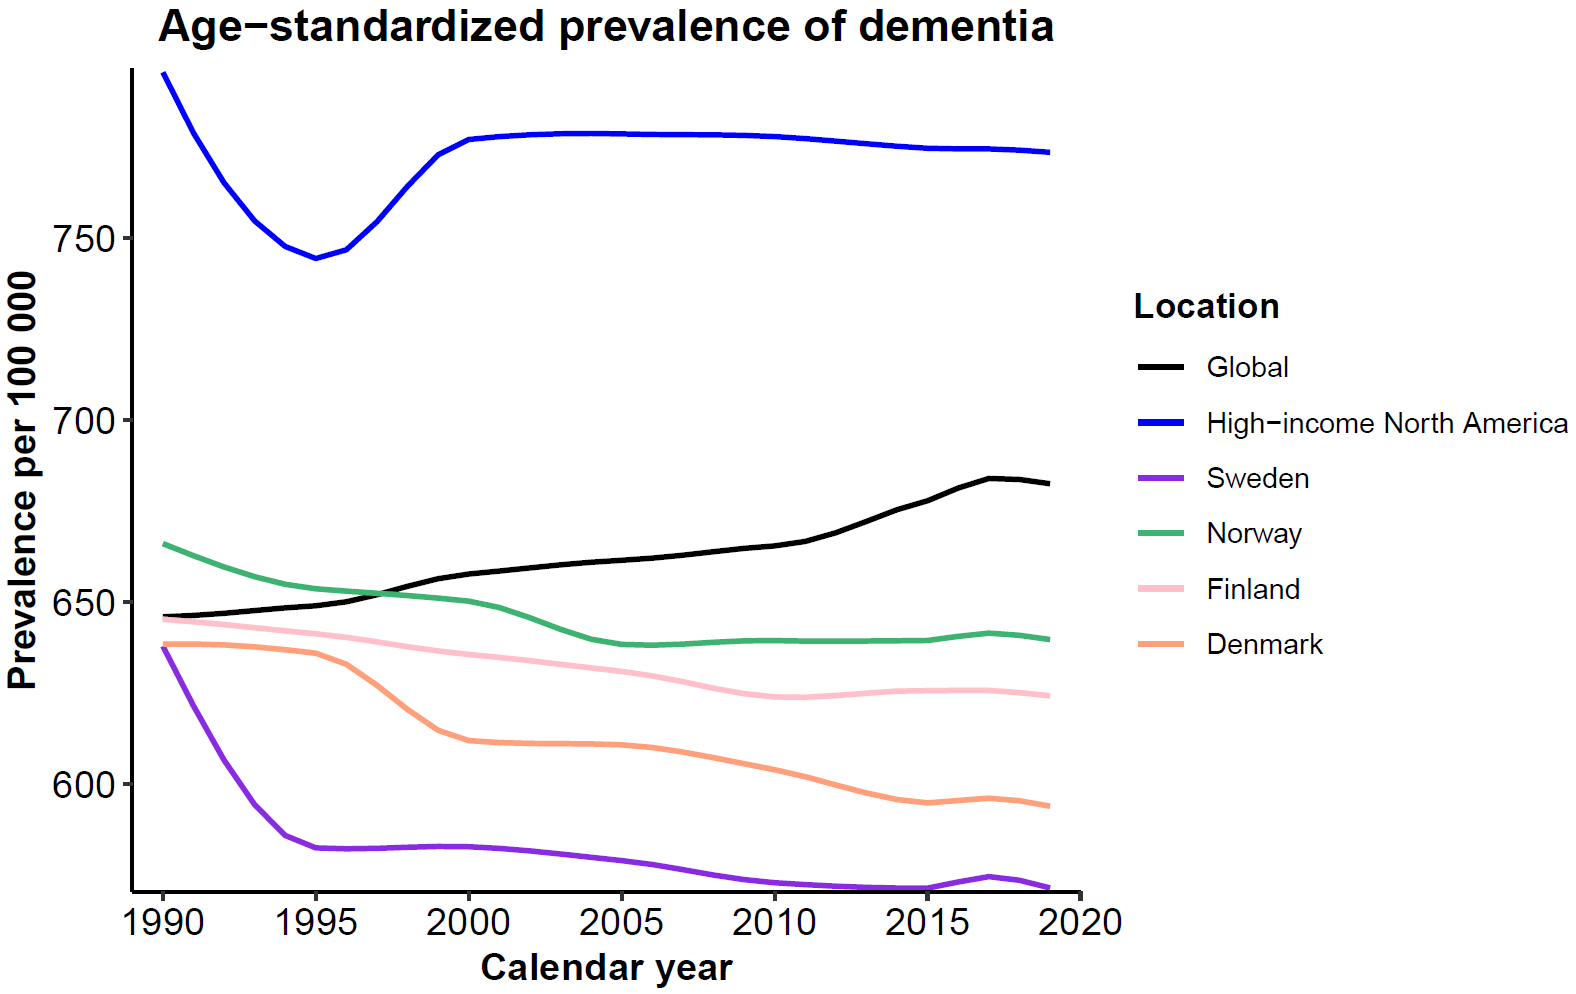 Age−standardized prevalence of dementia
Prevalence per 100 000
750
700
650
600
1990 1995 2000 2005 2010 2015 2020
Calendar year
Location
Global
High−income North America
Sweden
Norway
Finland
Denmark